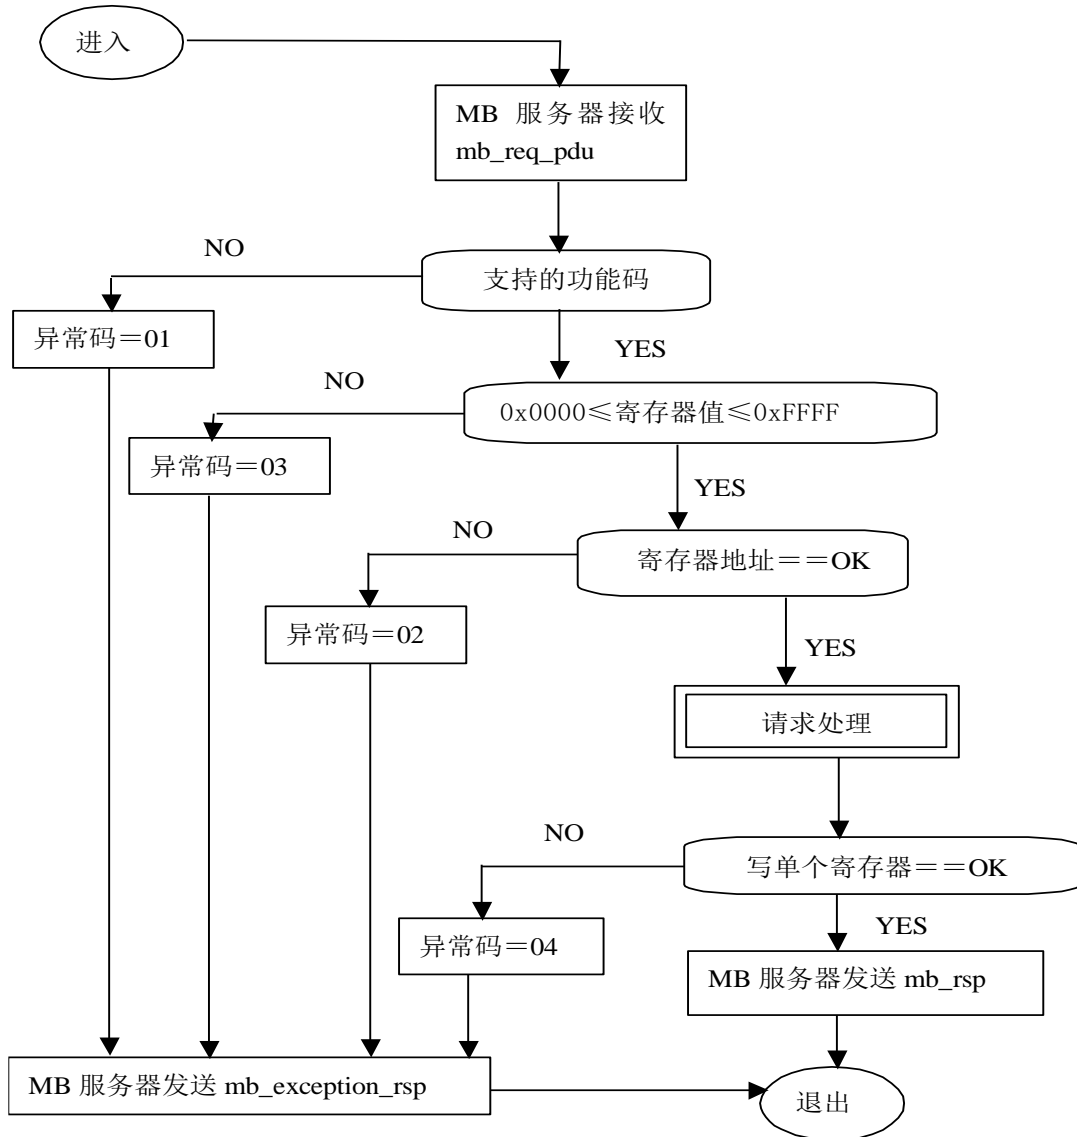 进入
MB 服务器接收
mb_req_pdu
NO
支持的功能码
异常码＝01
YES
NO
0x0000≤寄存器值≤0xFFFF
异常码＝03
YES
NO
寄存器地址＝＝OK
异常码＝02
YES
请求处理
NO
写单个寄存器＝＝OK
异常码＝04
YES
MB 服务器发送 mb_rsp
MB 服务器发送 mb_exception_rsp
退出